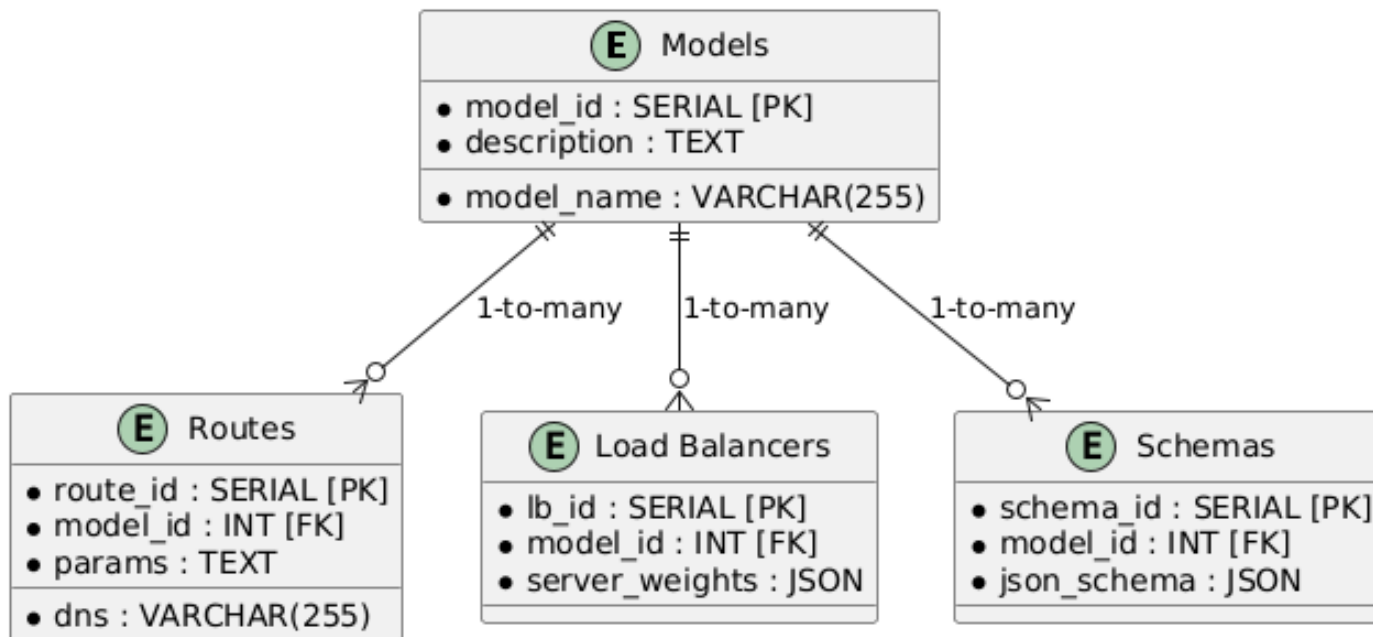 E Models
model_id : SERIAL [PK]
description : TEXT
model_name : VARCHAR(255)
1-to-many
1-to-many
1-to-many
E Routes
route_id : SERIAL [PK]
model_id : INT [FK]
params : TEXT
dns : VARCHAR(255)
E Load Balancers
lb_id : SERIAL [PK]
model_id : INT [FK]
server_weights : JSON
E Schemas
schema_id : SERIAL [PK]
model_id : INT [FK]
json_schema : JSON